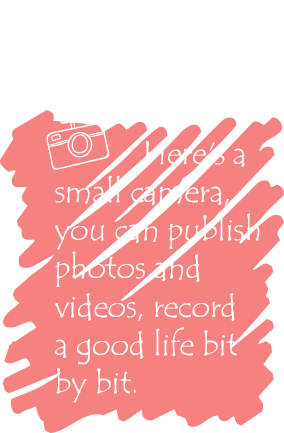 Here's a
small camera,
you can publish
photos and
videos, record
a good life bit
by bit.